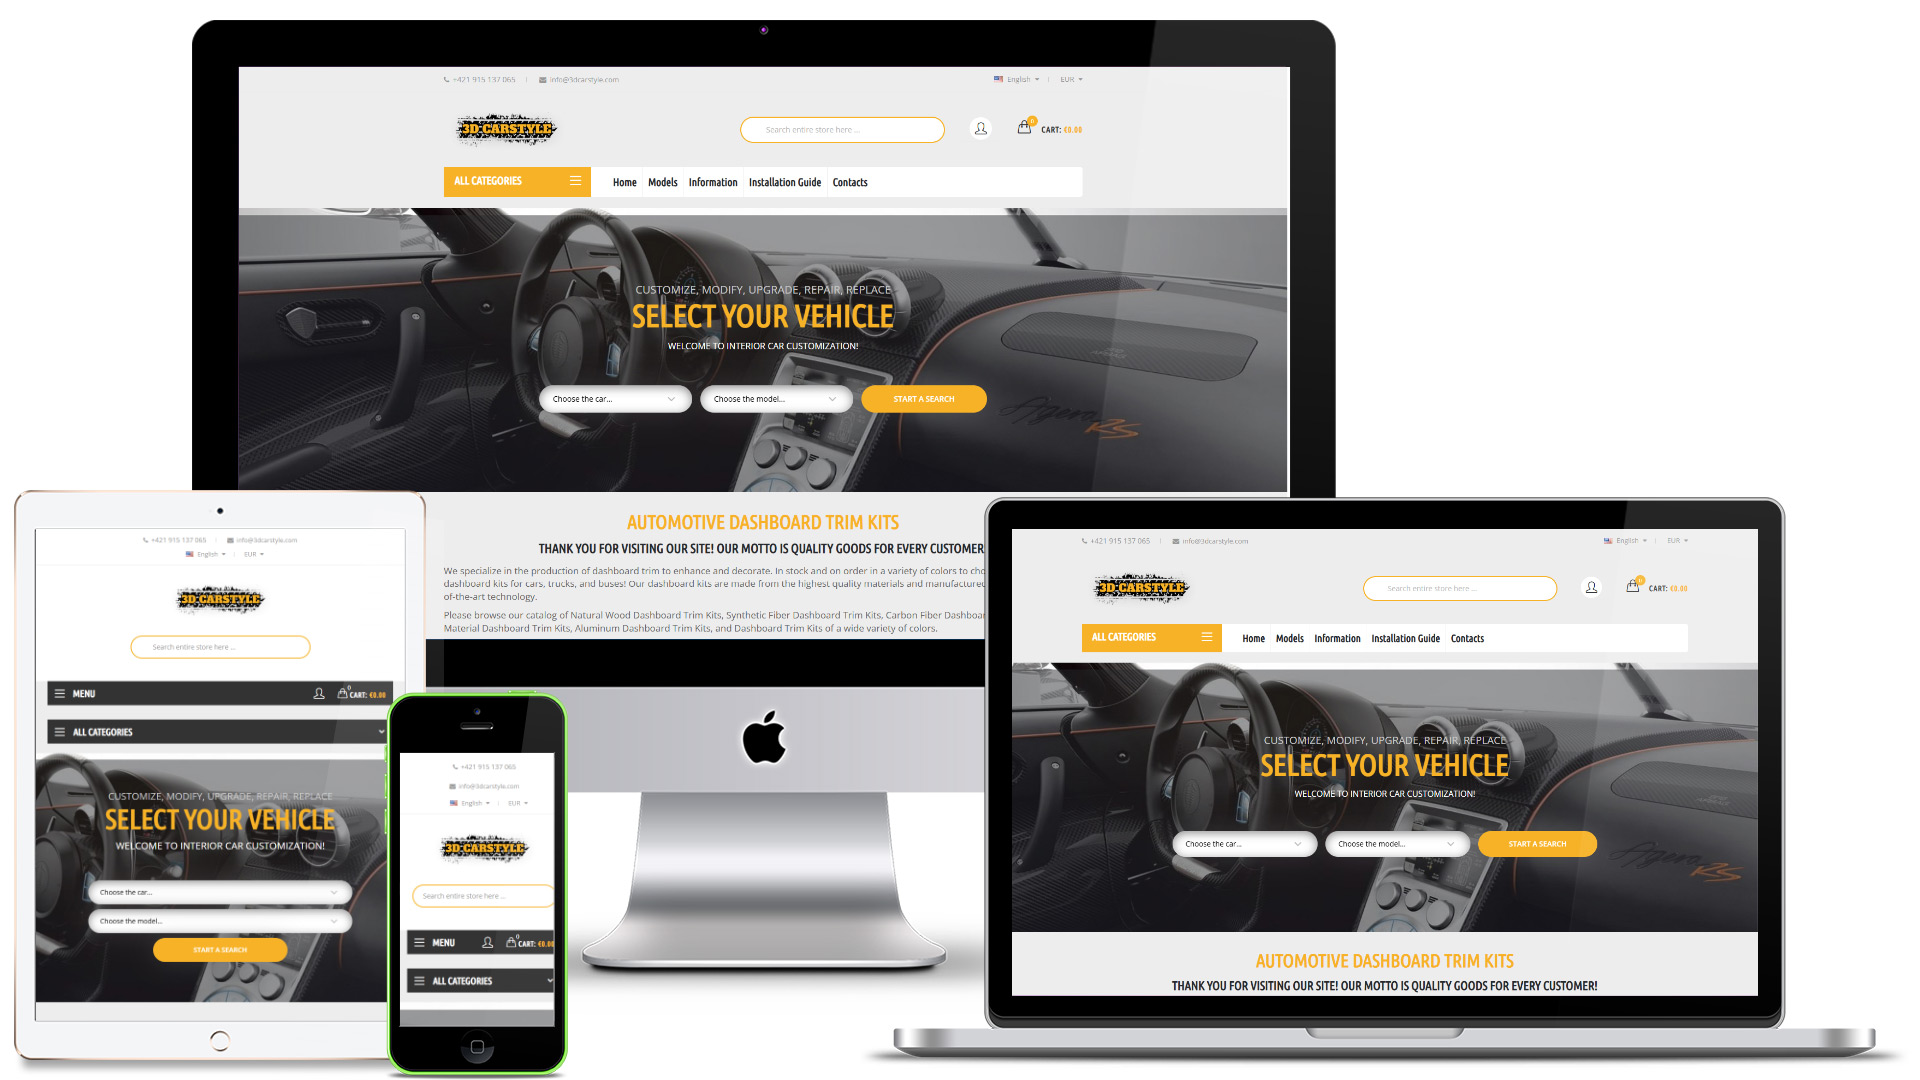 +421 915 137 065 | info@3dcarstyle.com
English | EUR
3D CARSTYLE
Search entire store here ...
0
CART: €0.00
ALL CATEGORIES
Home Models Information Installation Guide Contacts
CUSTOMIZE, MODIFY, UPGRADE, REPAIR, REPLACE
SELECT YOUR VEHICLE
WELCOME TO INTERIOR CAR CUSTOMIZATION!
Choose the car... Choose the model... START A SEARCH
Agera RS
AUTOMOTIVE DASHBOARD TRIM KITS
THANK YOU FOR VISITING OUR SITE! OUR MOTTO IS QUALITY GOODS FOR EVERY CUSTOMER
We specialize in the production of dashboard trim to enhance and decorate. In stock and on order in a variety of colors to
dashboard kits for cars, trucks, and buses! Our dashboard kits are made from the highest quality materials and manufactured
of-the-art technology.
Please browse our catalog of Natural Wood Dashboard Trim Kits, Synthetic Fiber Dashboard Trim Kits, Carbon Fiber
Material Dashboard Trim Kits, Aluminum Dashboard Trim Kits, and Dashboard Trim Kits of a wide variety of colors.
+421 915 137 065 | info@3dcarstyle.com
English | EUR
3D CARSTYLE
Search entire store here ...
MENU
0
CART: €0.00
ALL CATEGORIES
CUSTOMIZE, MODIFY, UPGRADE, REPAIR, REPLACE
SELECT YOUR VEHICLE
WELCOME TO INTERIOR CAR CUSTOMIZATION!
Choose the car...
Choose the model...
START A SEARCH
+421 915 137 065
info@3dcarstyle.com
English | EUR
3D CARSTYLE
Search entire store here ...
MENU
0
CART: €0.00
ALL CATEGORIES
+421 915 137 065 | info@3dcarstyle.com
English | EUR
3D CARSTYLE
Search entire store here ...
0
CART: €0.00
ALL CATEGORIES
Home Models Information Installation Guide Contacts
CUSTOMIZE, MODIFY, UPGRADE, REPAIR, REPLACE
SELECT YOUR VEHICLE
WELCOME TO INTERIOR CAR CUSTOMIZATION!
Choose the car... Choose the model... START A SEARCH
Agera RS
AUTOMOTIVE DASHBOARD TRIM KITS
THANK YOU FOR VISITING OUR SITE! OUR MOTTO IS QUALITY GOODS FOR EVERY CUSTOMER!